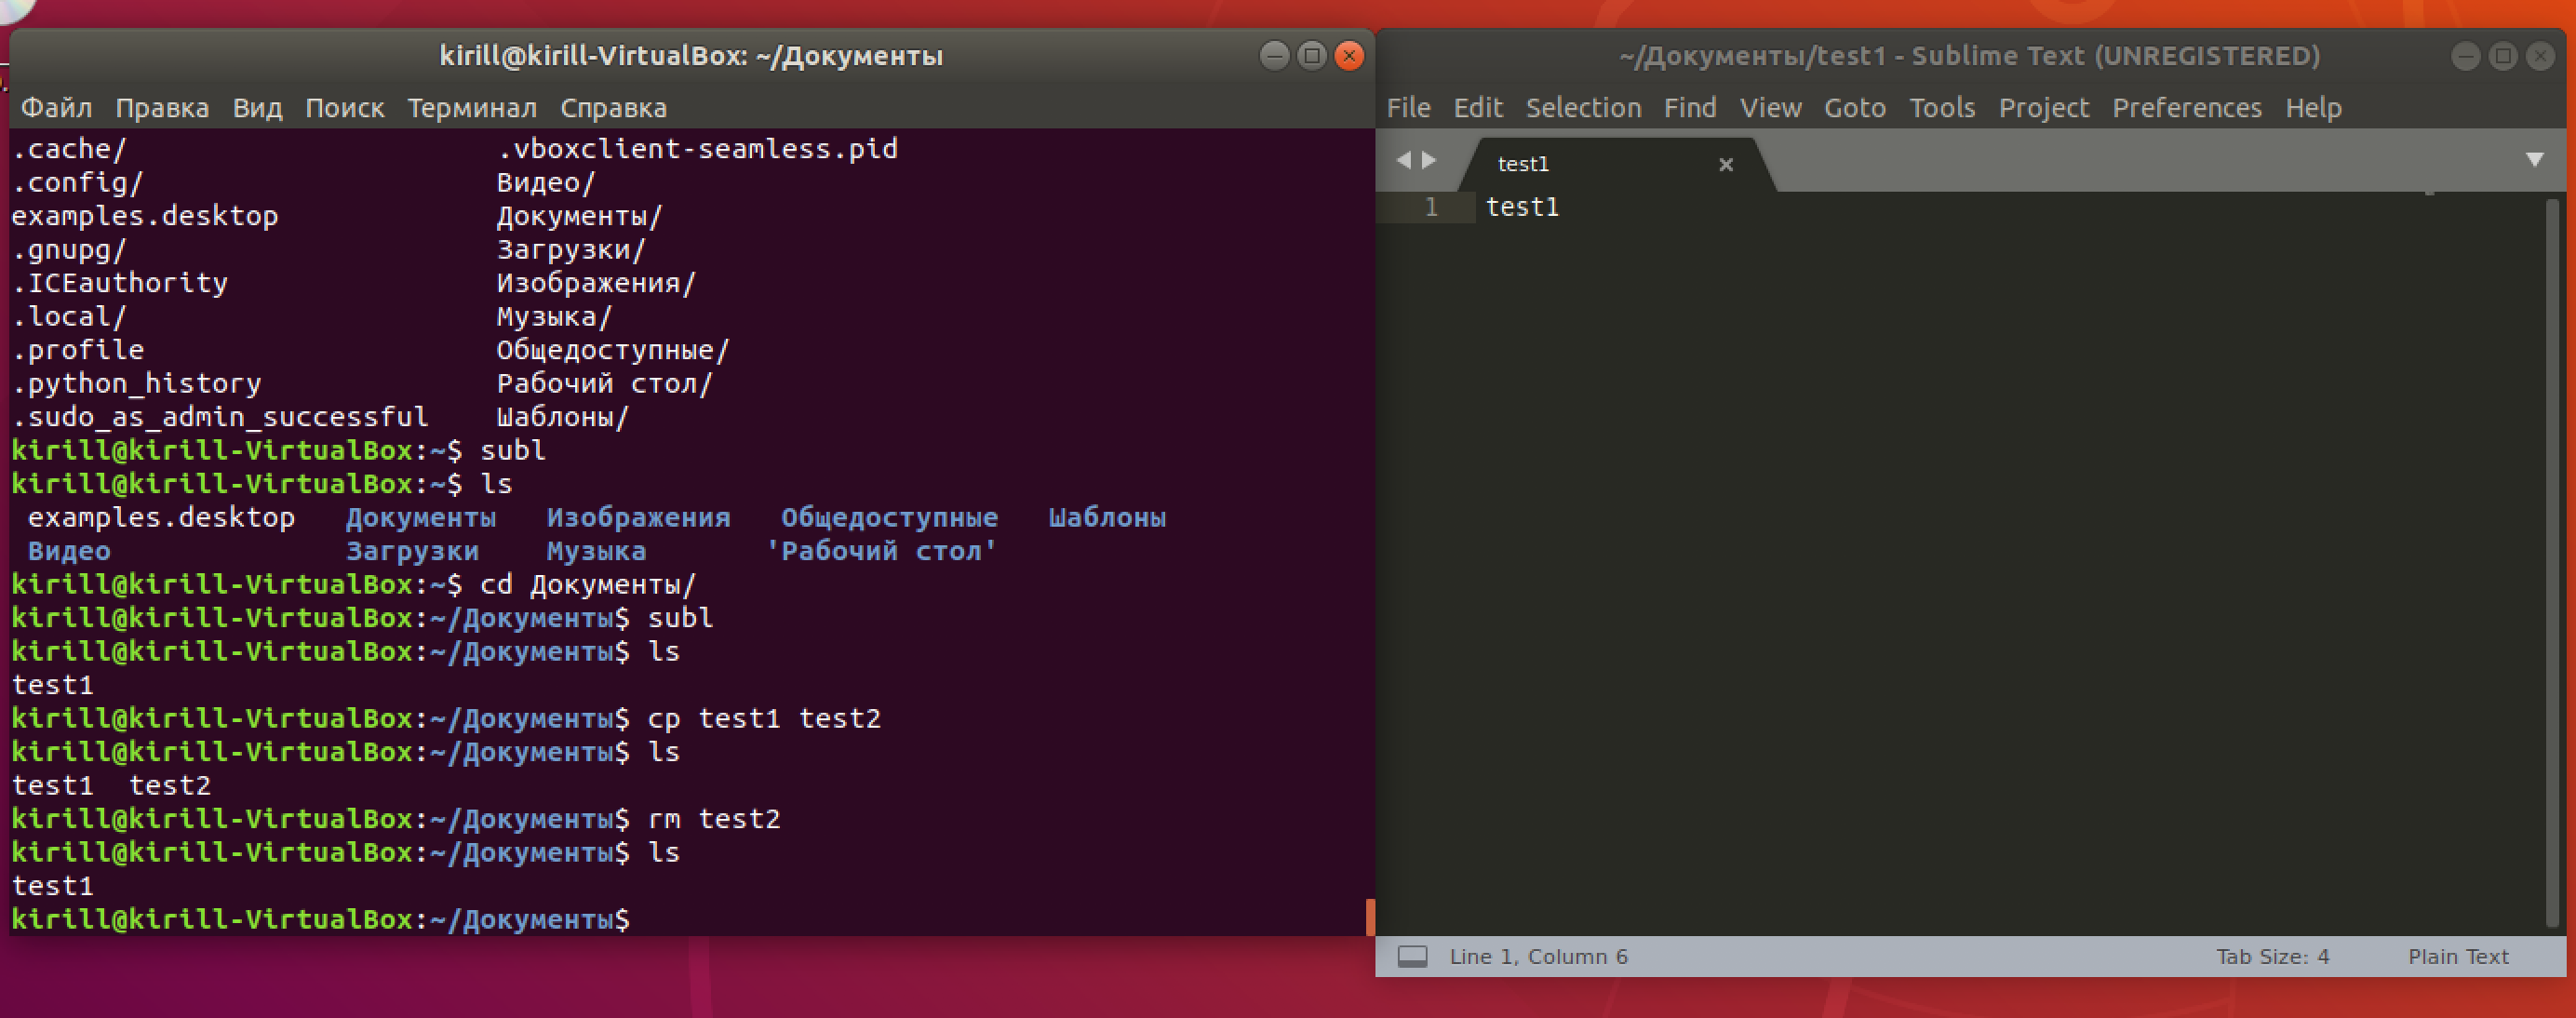 kirill@kirill-VirtualBox: ~/Документы
Файл Правка Вид Поиск Терминал Справка
.cache/ .vboxclient-seamless.pid
.config/ Видео/
examples.desktop Документы/
.gnupg/ Загрузки/
.ICEauthority Изображения/
.local/ Музыка/
.profile Общедоступные/
.python_history Рабочий стол/
.sudo_as_admin_successful Шаблоны/
kirill@kirill-VirtualBox:~$ subl
kirill@kirill-VirtualBox:~$ ls
examples.desktop Документы Изображения Общедоступные Шаблоны
Видео Загрузки Музыка 'Рабочий стол'
kirill@kirill-VirtualBox:~$ cd Документы/
kirill@kirill-VirtualBox:~/Документы$ subl
kirill@kirill-VirtualBox:~/Документы$ ls
test1
kirill@kirill-VirtualBox:~/Документы$ cp test1 test2
kirill@kirill-VirtualBox:~/Документы$ ls
test1 test2
kirill@kirill-VirtualBox:~/Документы$ rm test2
kirill@kirill-VirtualBox:~/Документы$ ls
test1
kirill@kirill-VirtualBox:~/Документы$
~/Документы/test1 - Sublime Text (UNREGISTERED)
File Edit Selection Find View Goto Tools Project Preferences Help
test1
1 test1
Line 1, Column 6 Tab Size: 4 Plain Text